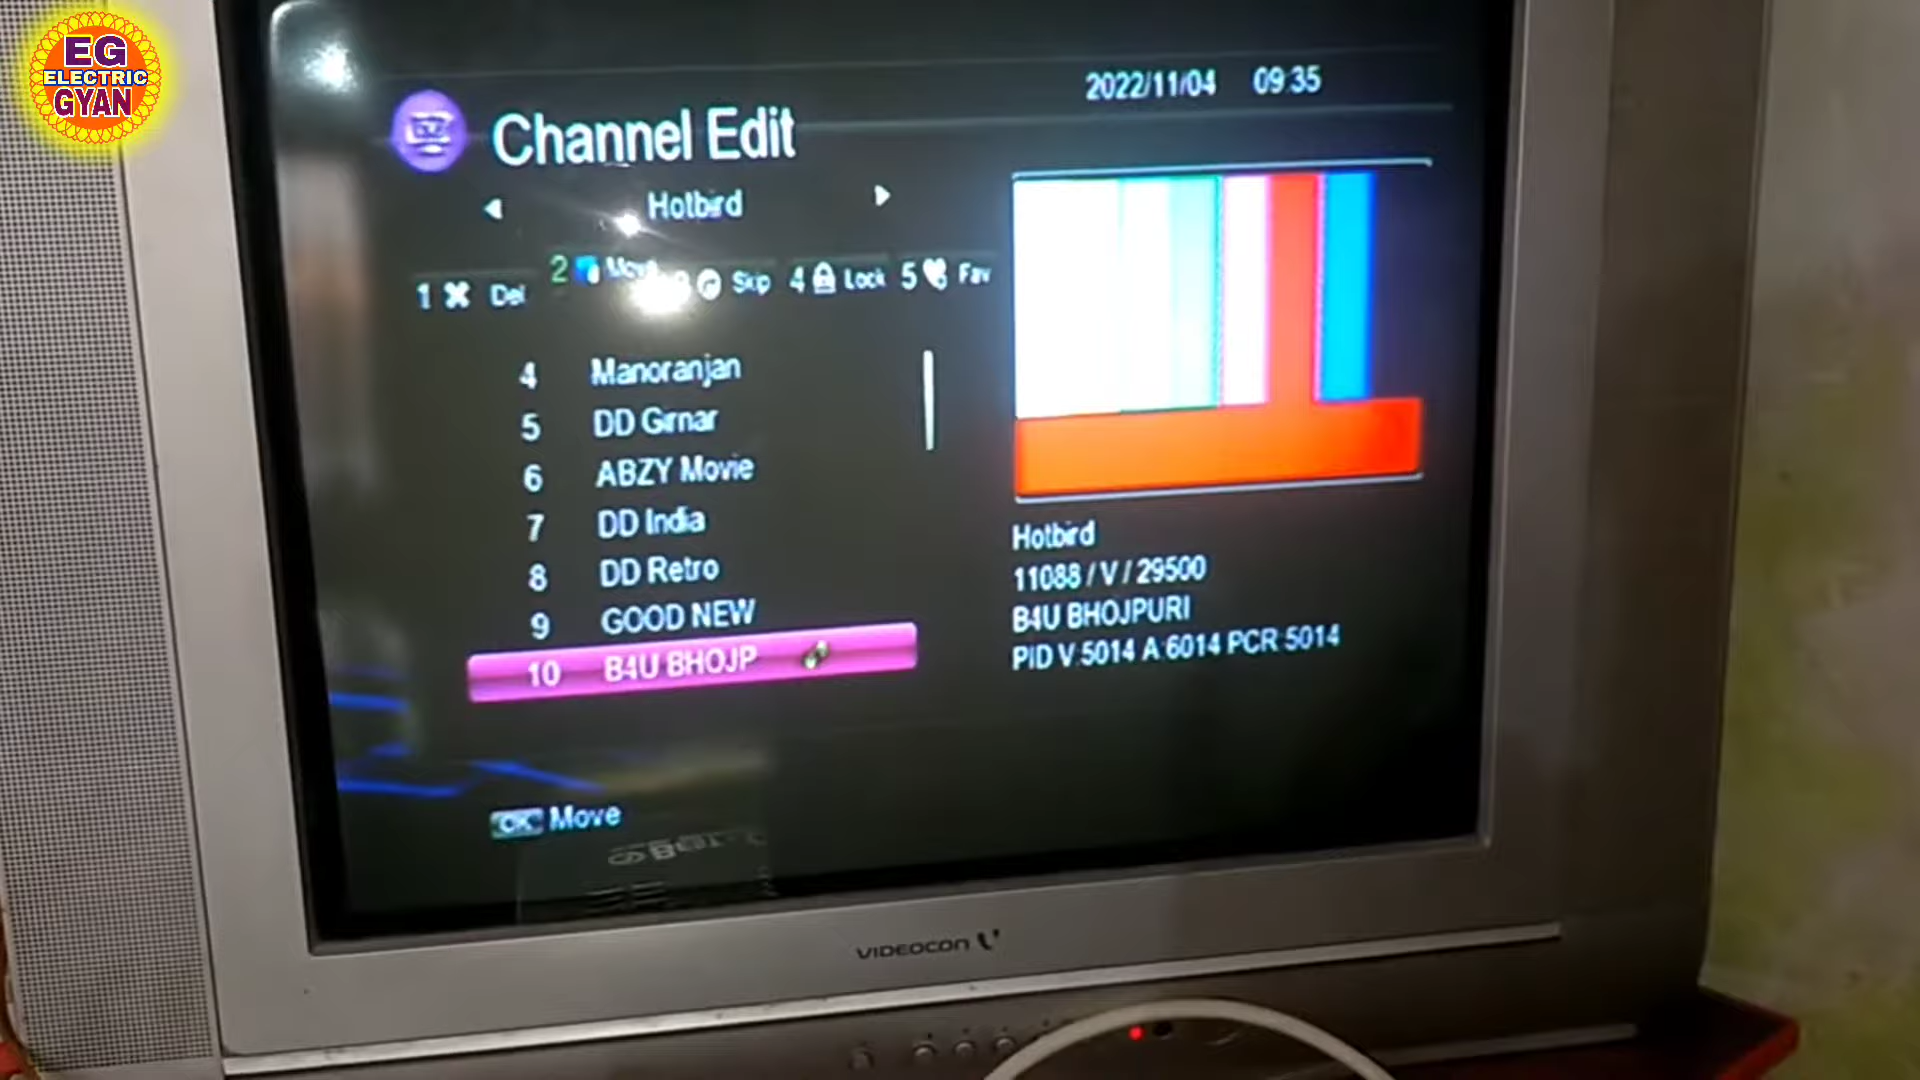 EG
ELECTRIC
GYAN
2022/11/04 09:35
Channel Edit
Hotbird
1 Del 2 Move Skip 4 Lock 5 Fav
4 Manoranjan
5 DD Girnar
6 ABZY Movie
7 DD India
8 DD Retro
9 GOOD NEW
10 B4U BHOJP
Hotbird
11088 / V / 29500
B4U BHOJPURI
PID V:5014 A:6014 PCR:5014
OK Move
VIDEOCON